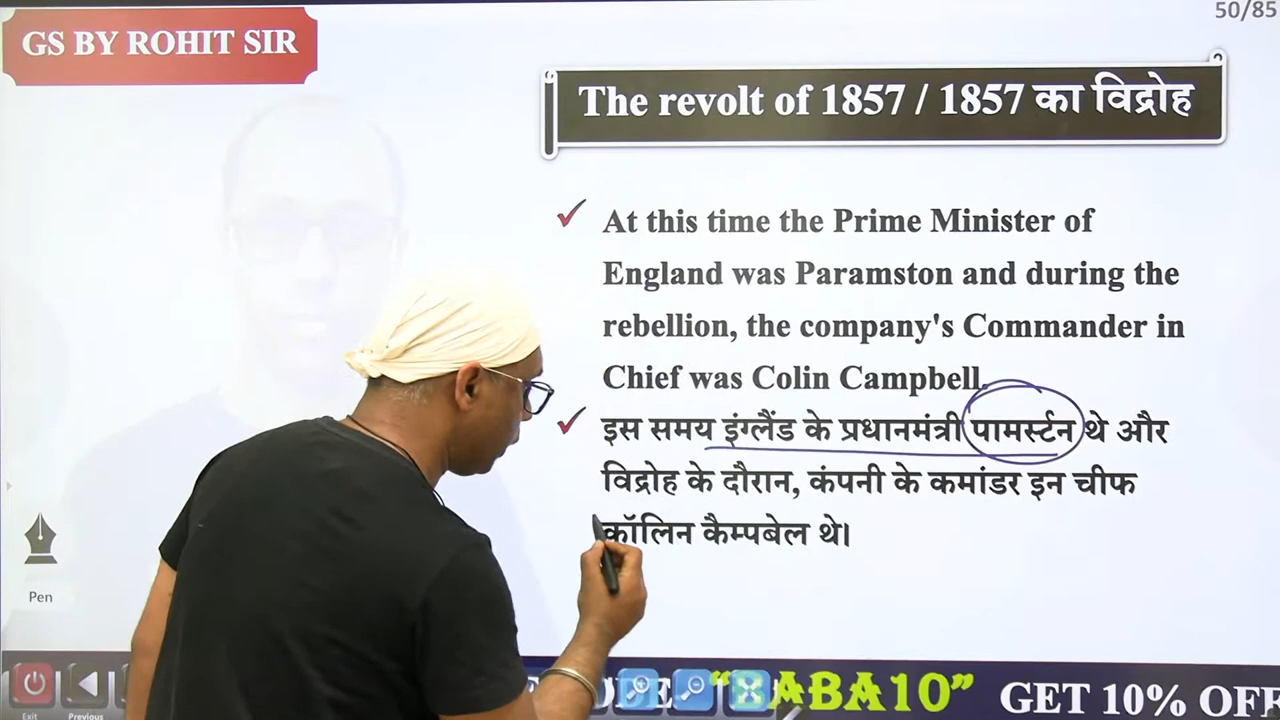 50/85
GS BY ROHIT SIR
The revolt of 1857 / 1857 का विद्रोह
At this time the Prime Minister of
England was Paramston and during the
rebellion, the company's Commander in
Chief was Colin Campbell.
इस समय इंग्लैंड के प्रधानमंत्री पामर्स्टन थे और
विद्रोह के दौरान, कंपनी के कमांडर इन चीफ
कॉलिन कैम्पबेल थे।
Pen
"BABA10" GET 10% OFF
Exit
Previous